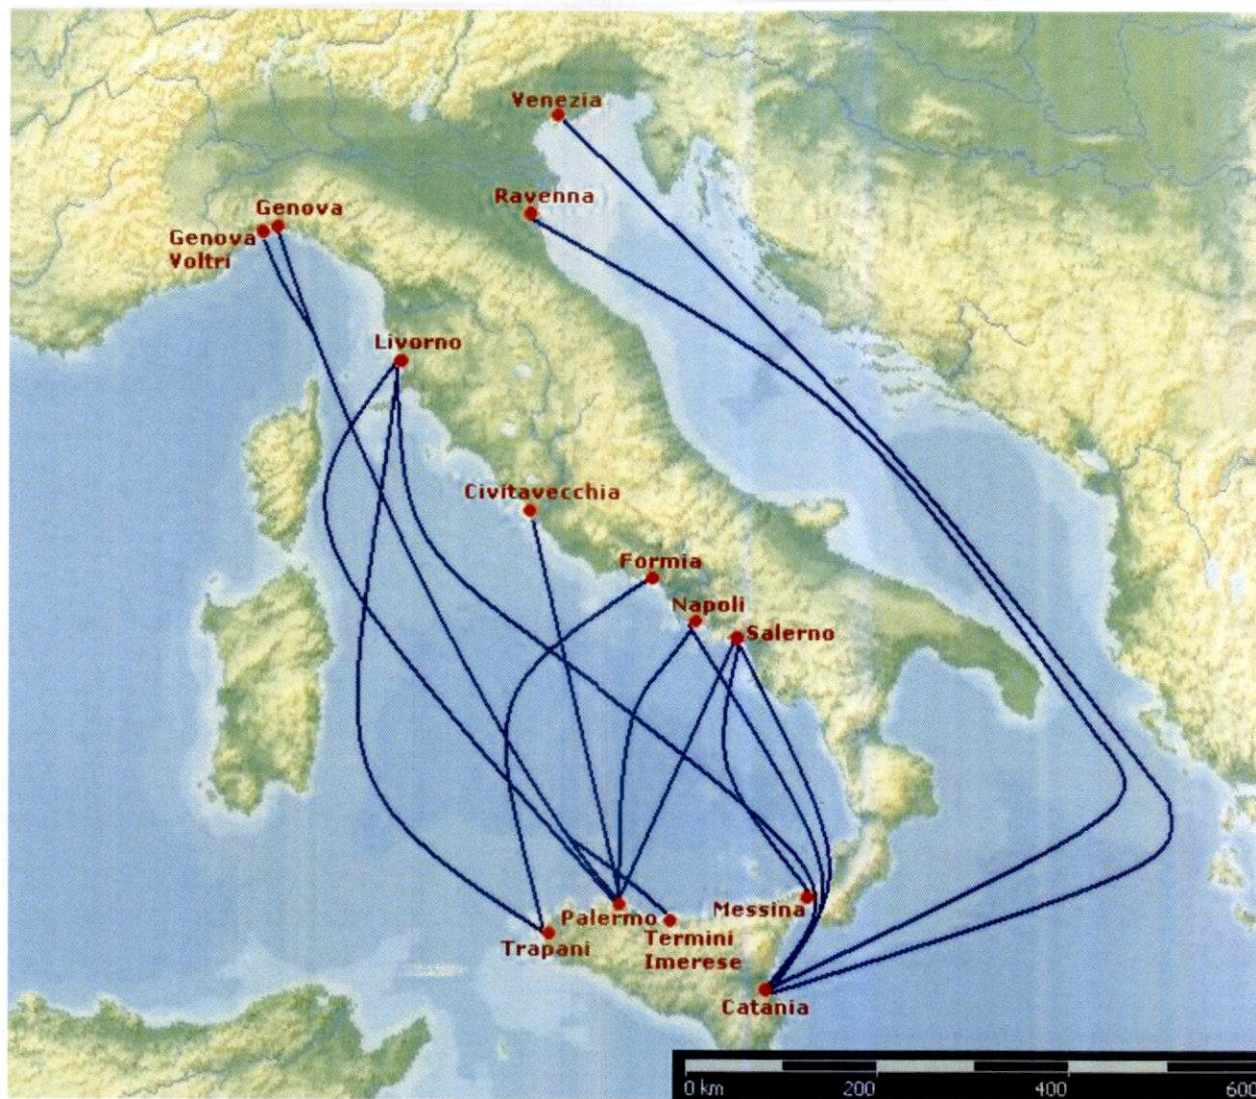 Venezia
Ravenna
Genova
Genova
Voltri
Livorno
Civitavecchia
Formia
Napoli
Salerno
Messina
Palermo
Termini
Imerese
Trapani
Catania
0 km 200 400 600